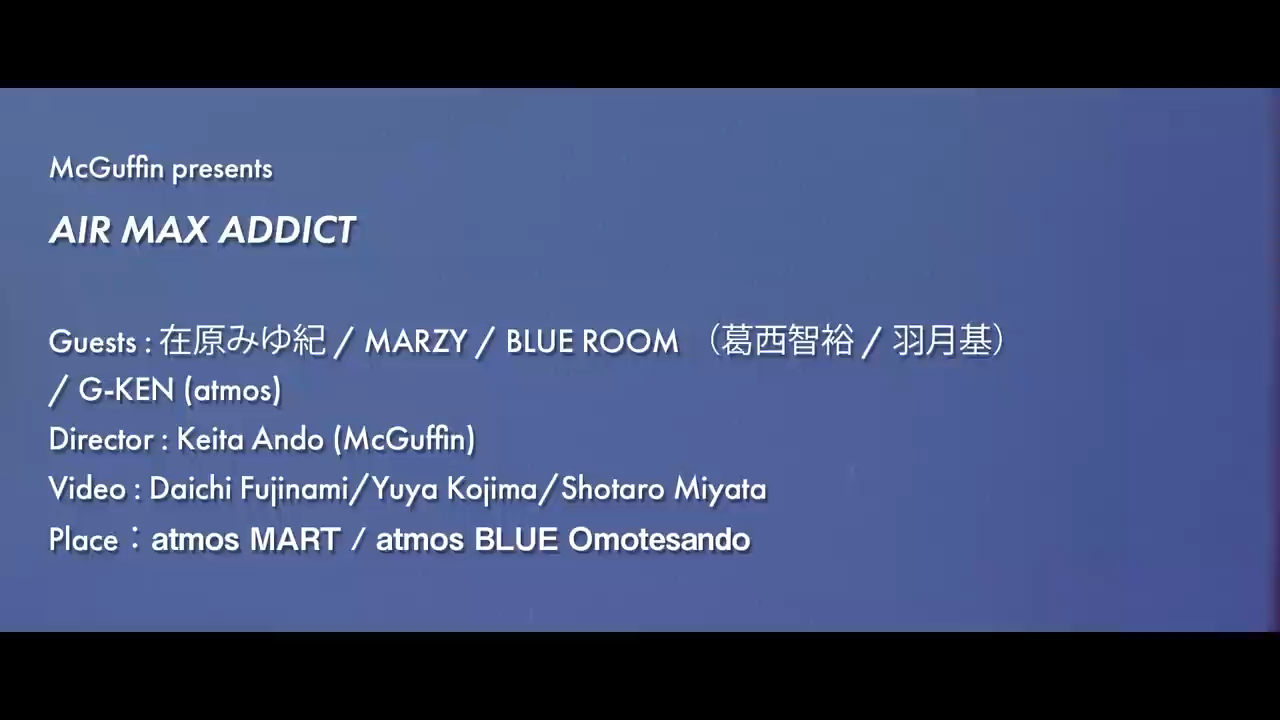 McGuffin presents
AIR MAX ADDICT
Guests : 在原みゆ紀 / MARZY / BLUE ROOM （葛西智裕 / 羽月基）
/ G-KEN (atmos)
Director : Keita Ando (McGuffin)
Video : Daichi Fujinami/Yuya Kojima/Shotaro Miyata
Place：atmos MART / atmos BLUE Omotesando